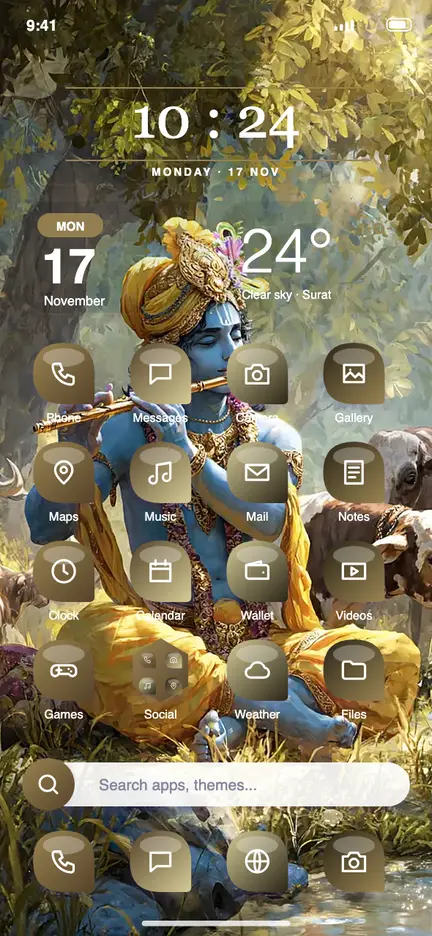 9:41
10 : 24
MONDAY · 17 NOV
MON
17
November
24°
Clear sky · Surat
Phone
Messages
Camera
Gallery
Maps
Music
Mail
Notes
Clock
Calendar
Wallet
Videos
Games
Social
Weather
Files
Search apps, themes...